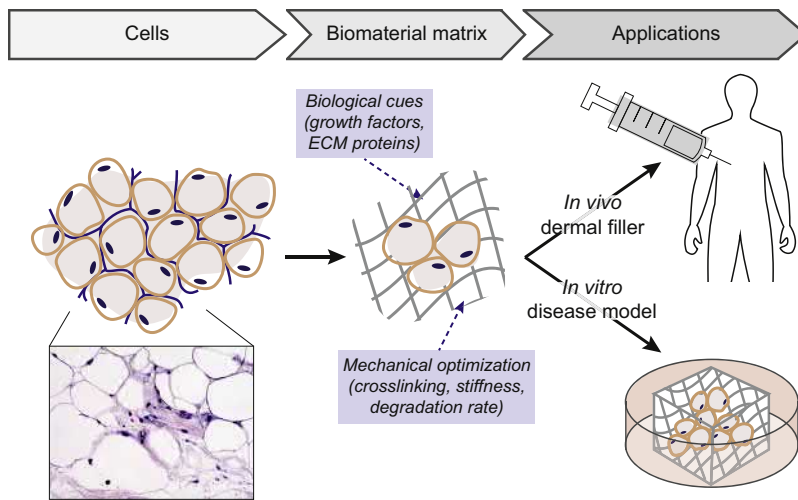 Cells
Biomaterial matrix
Applications
Biological cues
(growth factors,
ECM proteins)
In vivo
dermal filler
In vitro
disease model
Mechanical optimization
(crosslinking, stiffness,
degradation rate)